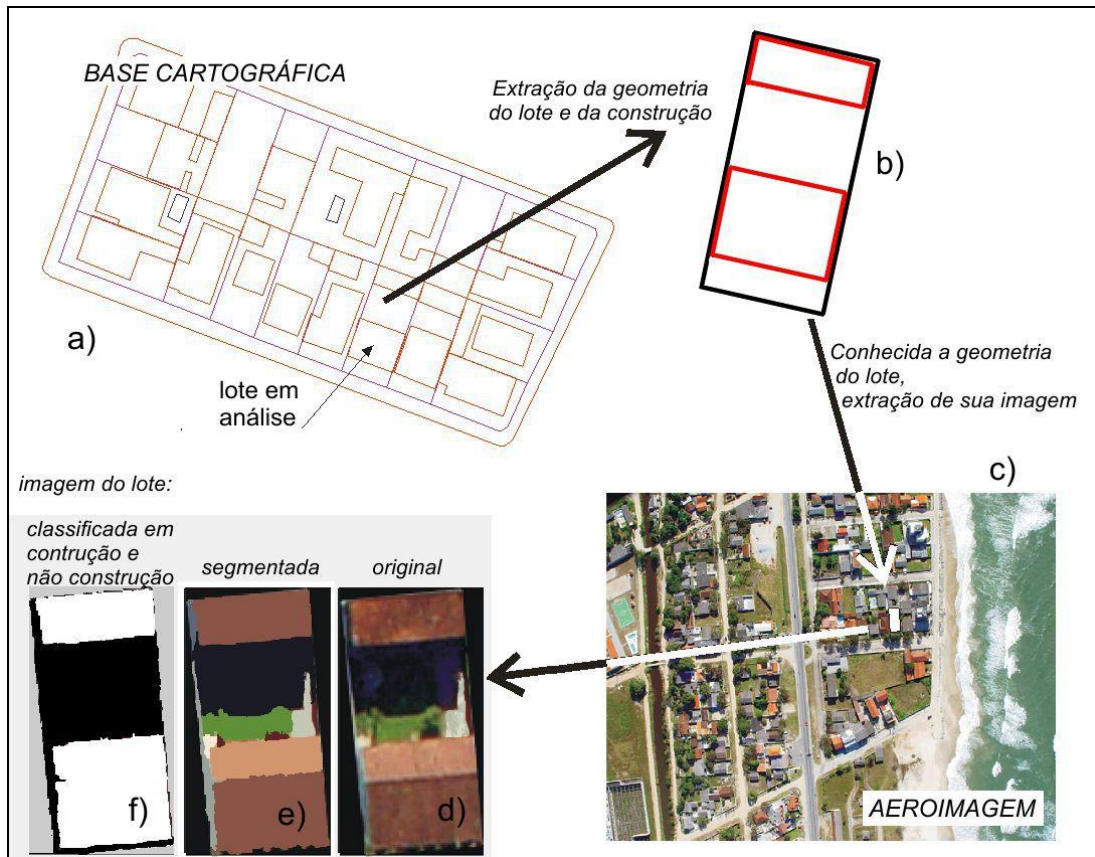 BASE CARTOGRÁFICA
Extração da geometria
do lote e da construção
b)
a)
lote em
análise
Conhecida a geometria
do lote,
extração de sua imagem
c)
imagem do lote:
classificada em
contrução e
não construção
segmentada
original
f)
e)
d)
AEROIMAGEM